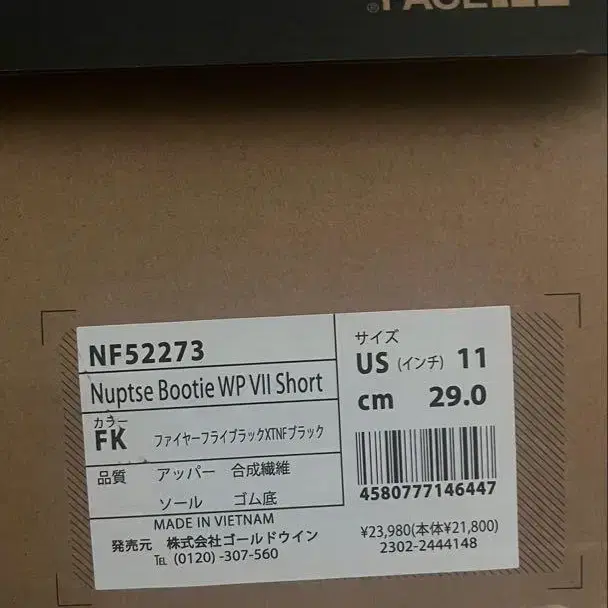 NF52273
Nuptse Bootie WP VII Short
カラー
FK ファイヤーフライブラックXTNFブラック
品質 アッパー 合成繊維
ソール ゴム底
MADE IN VIETNAM
発売元 株式会社ゴールドウイン
TEL (0120) -307-560
サイズ
US (インチ) 11
cm 29.0
4580777146447
¥23,980(本体¥21,800)
2302-2444148